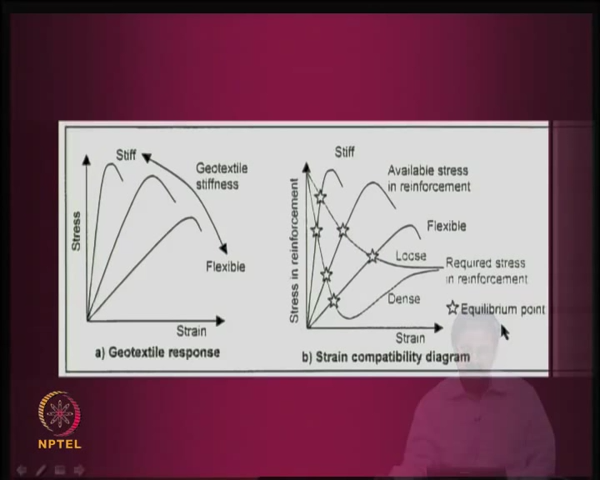 Stiff
Geotextile
stiffness
Flexible
Stress
Strain
a) Geotextile response
Stiff
Available stress
in reinforcement
Flexible
Loose
Required stress
in reinforcement
Dense
Equilibrium point
Stress in reinforcement
Strain
b) Strain compatibility diagram
NPTEL